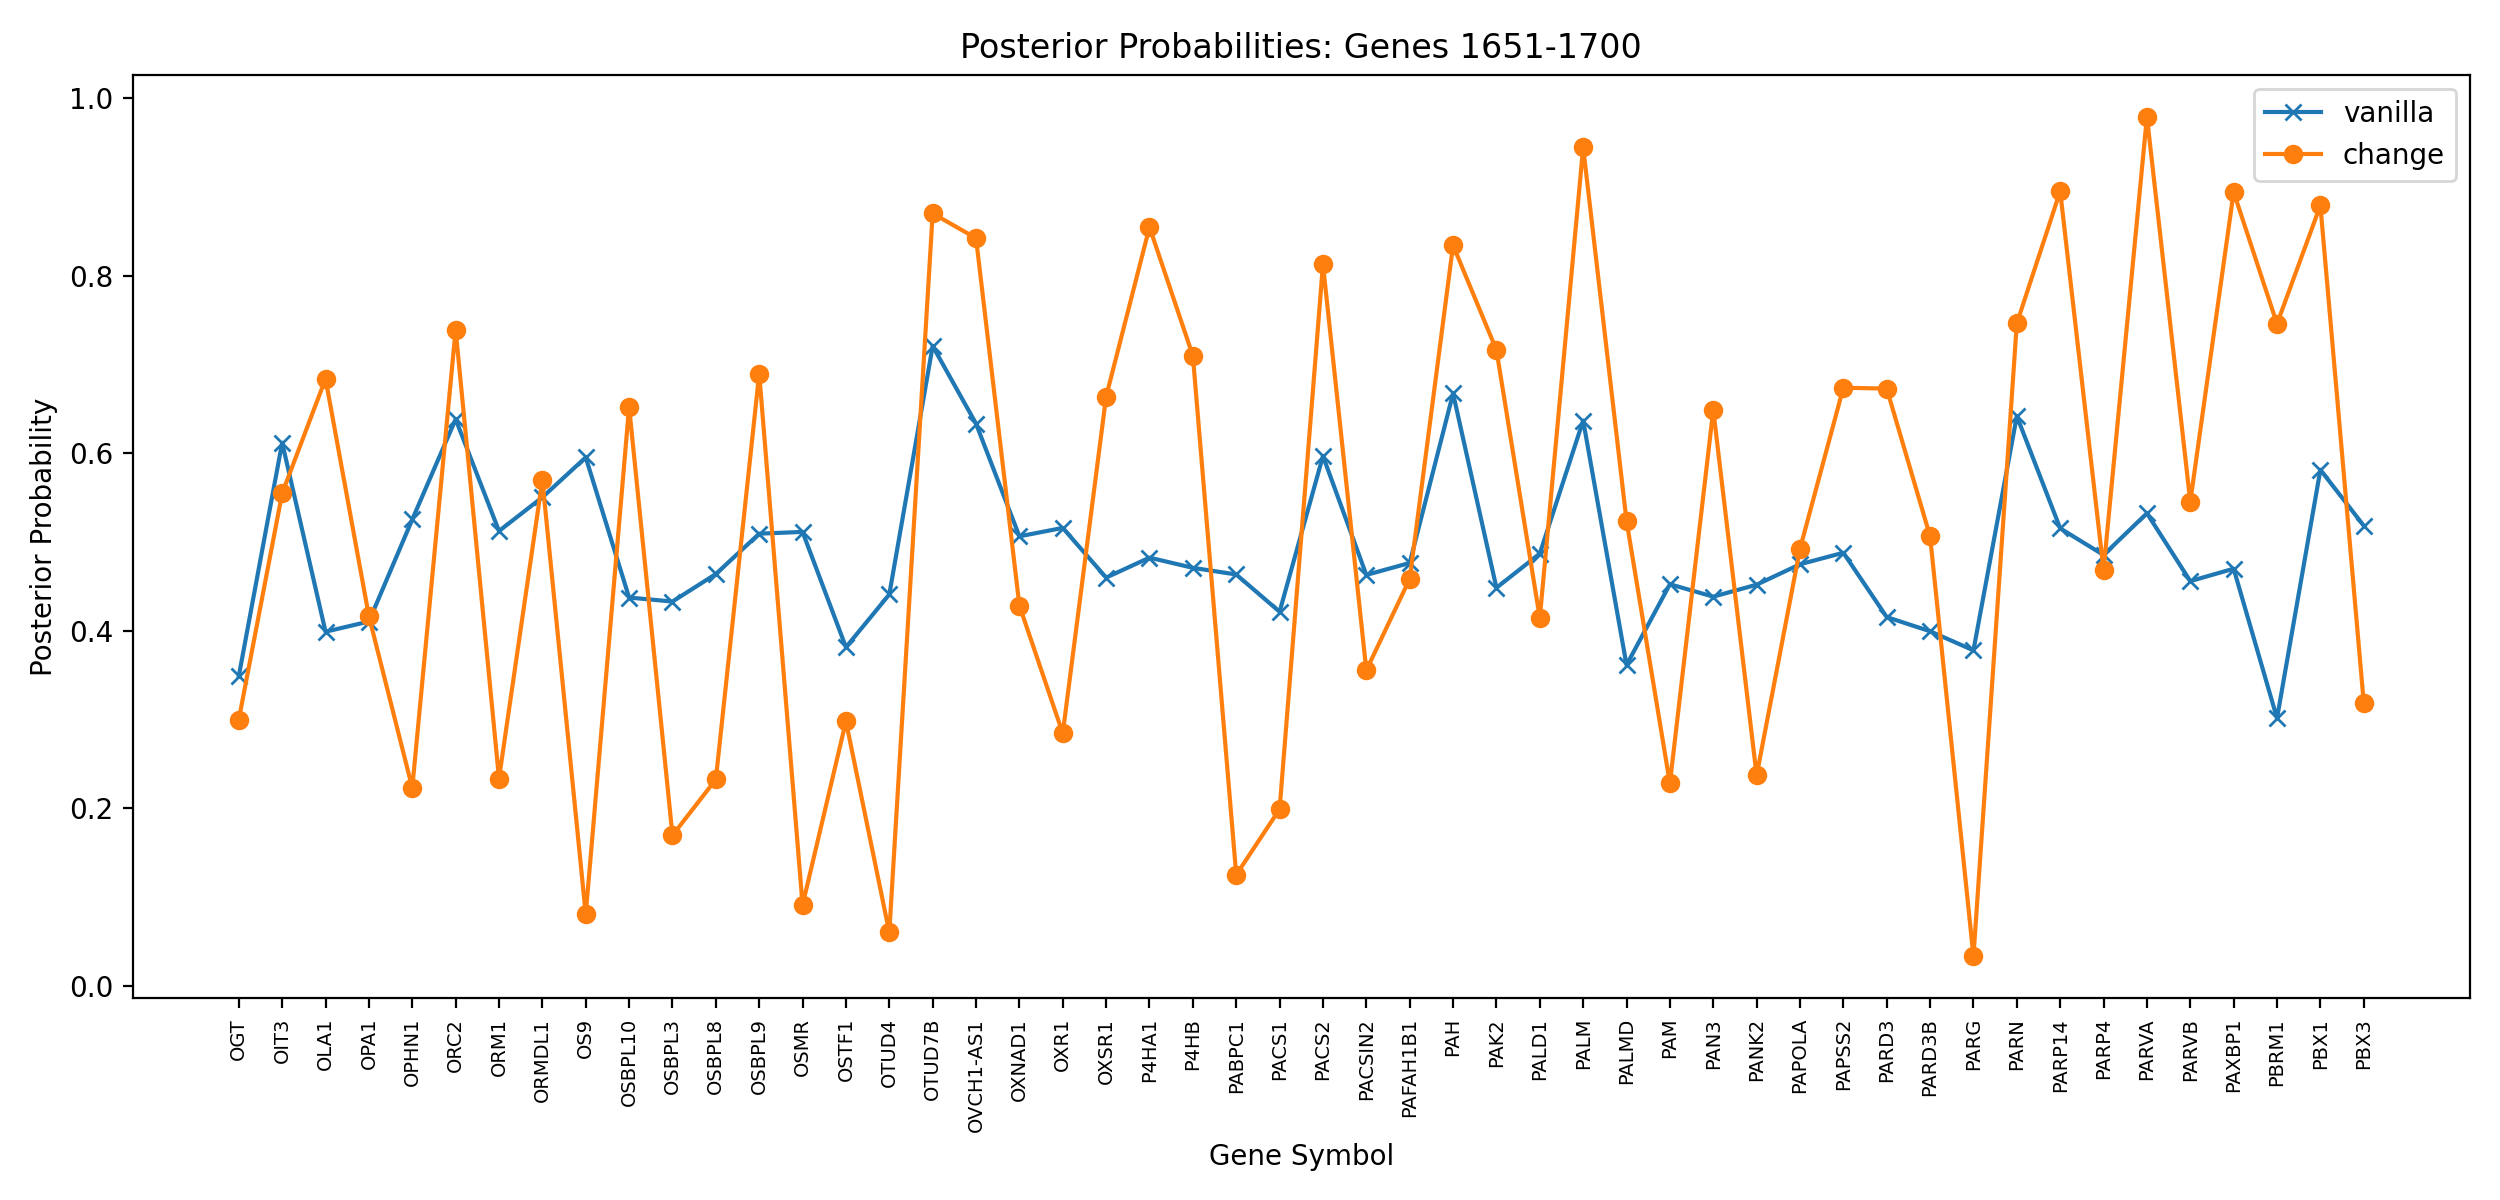 Posterior Probabilities: Genes 1651-1700
vanilla
change
Posterior Probability
1.0
0.8
0.6
0.4
0.2
0.0
OGT
OIT3
OLA1
OPA1
OPHN1
ORC2
ORM1
ORMDL1
OS9
OSBPL10
OSBPL3
OSBPL8
OSBPL9
OSMR
OSTF1
OTUD4
OTUD7B
OVCH1-AS1
OXNAD1
OXR1
OXSR1
P4HA1
P4HB
PABPC1
PACS1
PACS2
PACSIN2
PAFAH1B1
PAH
PAK2
PALD1
PALM
PALMD
PAM
PAN3
PANK2
PAPOLA
PAPSS2
PARD3
PARD3B
PARG
PARN
PARP14
PARP4
PARVA
PARVB
PAXBP1
PBRM1
PBX1
PBX3
Gene Symbol